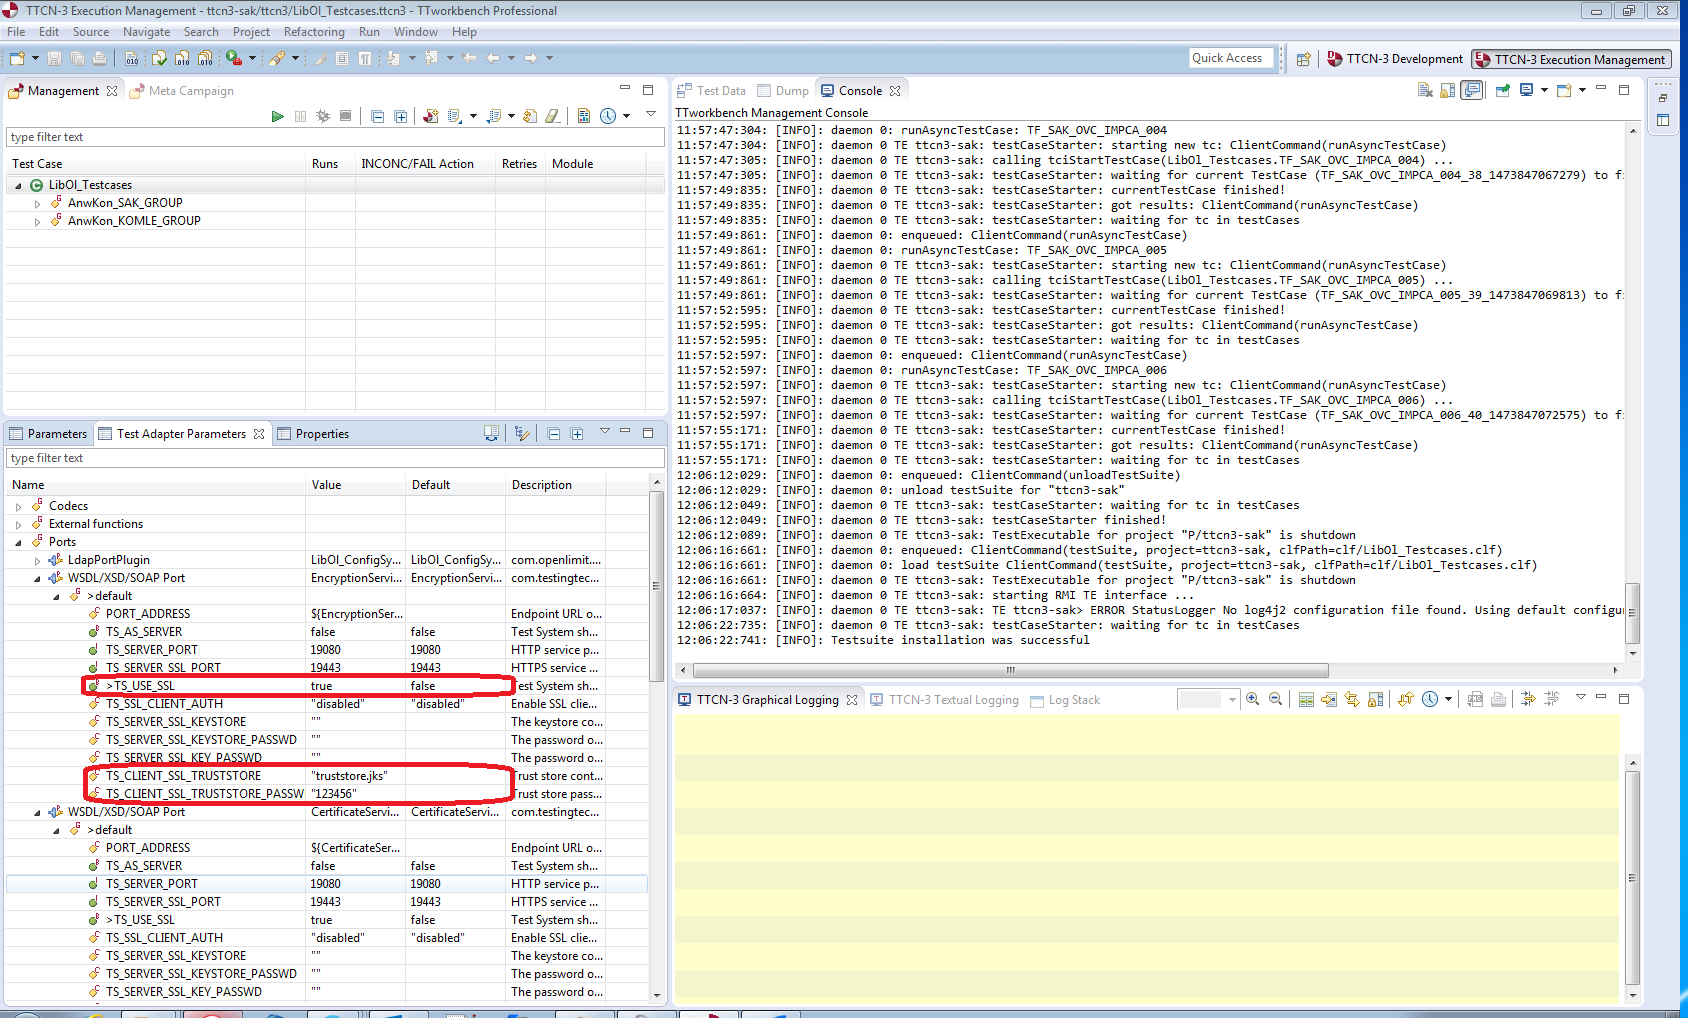 TTCN-3 Execution Management - ttcn3-sak/ttcn3/LibOl_Testcases.ttcn3 - TTworkbench Professional
File Edit Source Navigate Search Project Refactoring Run Window Help
Quick Access TTCN-3 Development TTCN-3 Execution Management
Management Meta Campaign
type filter text
Test Case Runs INCONC/FAIL Action Retries Module
LibOl_Testcases
AnwKon_SAK_GROUP
AnwKon_KOMLE_GROUP
Parameters Test Adapter Parameters Properties
type filter text
Name Value Default Description
Codecs
External functions
Ports
LdapPortPlugin LibOl_ConfigSy... LibOl_ConfigSy... com.openlimit....
WSDL/XSD/SOAP Port EncryptionServi... EncryptionServi... com.testingtec...
>default
PORT_ADDRESS ${EncryptionSer... Endpoint URL o...
TS_AS_SERVER false false Test System sh...
TS_SERVER_PORT 19080 19080 HTTP service p...
TS_SERVER_SSL_PORT 19443 19443 HTTPS service ...
>TS_USE_SSL true false Test System sh...
TS_SSL_CLIENT_AUTH "disabled" "disabled" Enable SSL clie...
TS_SERVER_SSL_KEYSTORE "" The keystore co...
TS_SERVER_SSL_KEYSTORE_PASSWD "" The password o...
TS_SERVER_SSL_KEY_PASSWD "" The password o...
TS_CLIENT_SSL_TRUSTSTORE "truststore.jks" Trust store cont...
TS_CLIENT_SSL_TRUSTSTORE_PASSW "123456" Trust store pass...
WSDL/XSD/SOAP Port CertificateServi... CertificateServi... com.testingtec...
>default
PORT_ADDRESS ${CertificateSer... Endpoint URL o...
TS_AS_SERVER false false Test System sh...
TS_SERVER_PORT 19080 19080 HTTP service p...
TS_SERVER_SSL_PORT 19443 19443 HTTPS service ...
>TS_USE_SSL true false Test System sh...
TS_SSL_CLIENT_AUTH "disabled" "disabled" Enable SSL clie...
TS_SERVER_SSL_KEYSTORE "" The keystore co...
TS_SERVER_SSL_KEYSTORE_PASSWD "" The password o...
TS_SERVER_SSL_KEY_PASSWD "" The password o...
Test Data Dump Console
TTworkbench Management Console
11:57:47:304: [INFO]: daemon 0: runAsyncTestCase: TF_SAK_OVC_IMPCA_004
11:57:47:304: [INFO]: daemon 0 TE ttcn3-sak: testCaseStarter: starting new tc: ClientCommand(runAsyncTestCase)
11:57:47:305: [INFO]: daemon 0 TE ttcn3-sak: testCaseStarter: calling tciStartTestCase(LibOl_Testcases.TF_SAK_OVC_IMPCA_004) ...
11:57:47:305: [INFO]: daemon 0 TE ttcn3-sak: testCaseStarter: waiting for current TestCase (TF_SAK_OVC_IMPCA_004_38_1473847067279) to fi
11:57:49:835: [INFO]: daemon 0 TE ttcn3-sak: testCaseStarter: currentTestCase finished!
11:57:49:835: [INFO]: daemon 0 TE ttcn3-sak: testCaseStarter: got results: ClientCommand(runAsyncTestCase)
11:57:49:835: [INFO]: daemon 0 TE ttcn3-sak: testCaseStarter: waiting for tc in testCases
11:57:49:861: [INFO]: daemon 0: enqueued: ClientCommand(runAsyncTestCase)
11:57:49:861: [INFO]: daemon 0: runAsyncTestCase: TF_SAK_OVC_IMPCA_005
11:57:49:861: [INFO]: daemon 0 TE ttcn3-sak: testCaseStarter: starting new tc: ClientCommand(runAsyncTestCase)
11:57:49:861: [INFO]: daemon 0 TE ttcn3-sak: testCaseStarter: calling tciStartTestCase(LibOl_Testcases.TF_SAK_OVC_IMPCA_005) ...
11:57:49:861: [INFO]: daemon 0 TE ttcn3-sak: testCaseStarter: waiting for current TestCase (TF_SAK_OVC_IMPCA_005_39_1473847069813) to fi
11:57:52:595: [INFO]: daemon 0 TE ttcn3-sak: testCaseStarter: currentTestCase finished!
11:57:52:595: [INFO]: daemon 0 TE ttcn3-sak: testCaseStarter: got results: ClientCommand(runAsyncTestCase)
11:57:52:595: [INFO]: daemon 0 TE ttcn3-sak: testCaseStarter: waiting for tc in testCases
11:57:52:597: [INFO]: daemon 0: enqueued: ClientCommand(runAsyncTestCase)
11:57:52:597: [INFO]: daemon 0: runAsyncTestCase: TF_SAK_OVC_IMPCA_006
11:57:52:597: [INFO]: daemon 0 TE ttcn3-sak: testCaseStarter: starting new tc: ClientCommand(runAsyncTestCase)
11:57:52:597: [INFO]: daemon 0 TE ttcn3-sak: testCaseStarter: calling tciStartTestCase(LibOl_Testcases.TF_SAK_OVC_IMPCA_006) ...
11:57:52:597: [INFO]: daemon 0 TE ttcn3-sak: testCaseStarter: waiting for current TestCase (TF_SAK_OVC_IMPCA_006_40_1473847072575) to fi
11:57:55:171: [INFO]: daemon 0 TE ttcn3-sak: testCaseStarter: currentTestCase finished!
11:57:55:171: [INFO]: daemon 0 TE ttcn3-sak: testCaseStarter: got results: ClientCommand(runAsyncTestCase)
11:57:55:171: [INFO]: daemon 0 TE ttcn3-sak: testCaseStarter: waiting for tc in testCases
12:06:12:029: [INFO]: daemon 0: enqueued: ClientCommand(unloadTestSuite)
12:06:12:029: [INFO]: daemon 0: unload testSuite for "ttcn3-sak"
12:06:12:049: [INFO]: daemon 0 TE ttcn3-sak: testCaseStarter: waiting for tc in testCases
12:06:12:049: [INFO]: daemon 0 TE ttcn3-sak: testCaseStarter finished!
12:06:12:089: [INFO]: daemon 0 TE ttcn3-sak: TestExecutable for project "P/ttcn3-sak" is shutdown
12:06:16:661: [INFO]: daemon 0: enqueued: ClientCommand(testSuite, project=ttcn3-sak, clfPath=clf/LibOl_Testcases.clf)
12:06:16:661: [INFO]: daemon 0: load testSuite ClientCommand(testSuite, project=ttcn3-sak, clfPath=clf/LibOl_Testcases.clf)
12:06:16:661: [INFO]: daemon 0 TE ttcn3-sak: TestExecutable for project "P/ttcn3-sak" is shutdown
12:06:16:664: [INFO]: daemon 0 TE ttcn3-sak: starting RMI TE interface ...
12:06:17:037: [INFO]: daemon 0 TE ttcn3-sak: TE ttcn3-sak> ERROR StatusLogger No log4j2 configuration file found. Using default configur
12:06:22:735: [INFO]: daemon 0 TE ttcn3-sak: testCaseStarter: waiting for tc in testCases
12:06:22:741: [INFO]: Testsuite installation was successful
TTCN-3 Graphical Logging TTCN-3 Textual Logging Log Stack